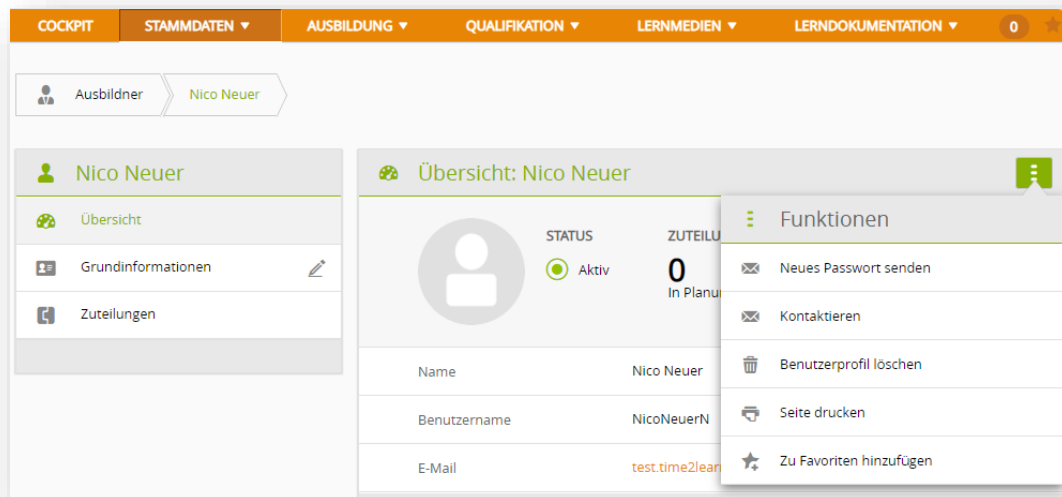 COCKPIT STAMMDATEN AUSBILDUNG QUALIFIKATION LERNMEDIEN LERNDOKUMENTATION 0
Ausbildner Nico Neuer
Nico Neuer
Übersicht
Grundinformationen
Zuteilungen
Übersicht: Nico Neuer
STATUS
Aktiv
0
In
Name Nico Neuer
Benutzername NicoNeuerN
E-Mail
Funktionen
Neues Passwort senden
Kontaktieren
Benutzerprofil löschen
Seite drucken
Zu Favoriten hinzufügen